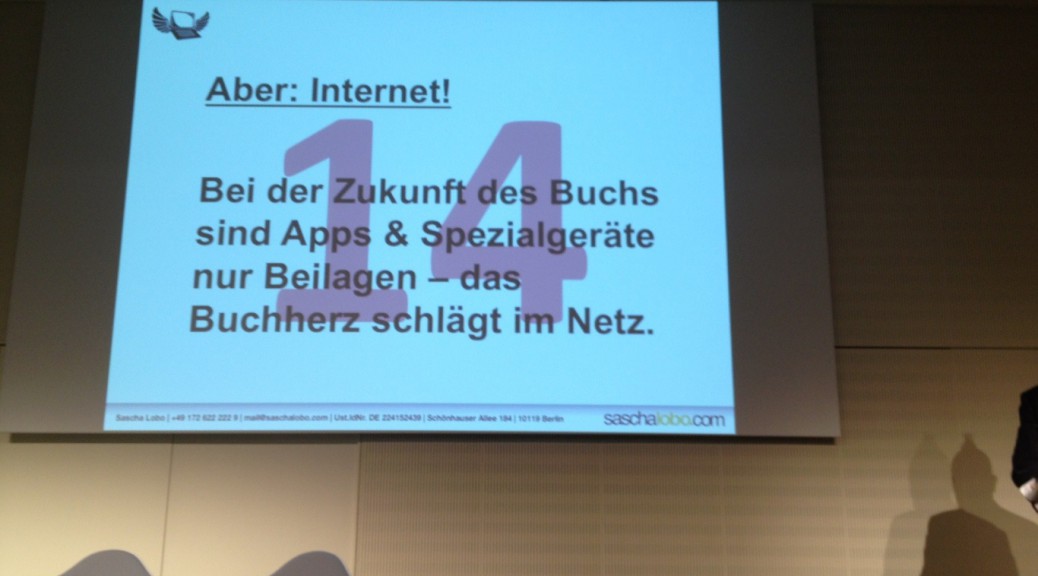 Aber: Internet!
14
Bei der Zukunft des Buchs
sind Apps & Spezialgeräte
nur Beilagen – das
Buchherz schlägt im Netz.
Sascha Lobo | +49 172 622 222 9 | mail@saschalobo.com | Ust.IdNr. DE 224152439 | Schönhauser Allee 184 | 10119 Berlin
saschalobo.com